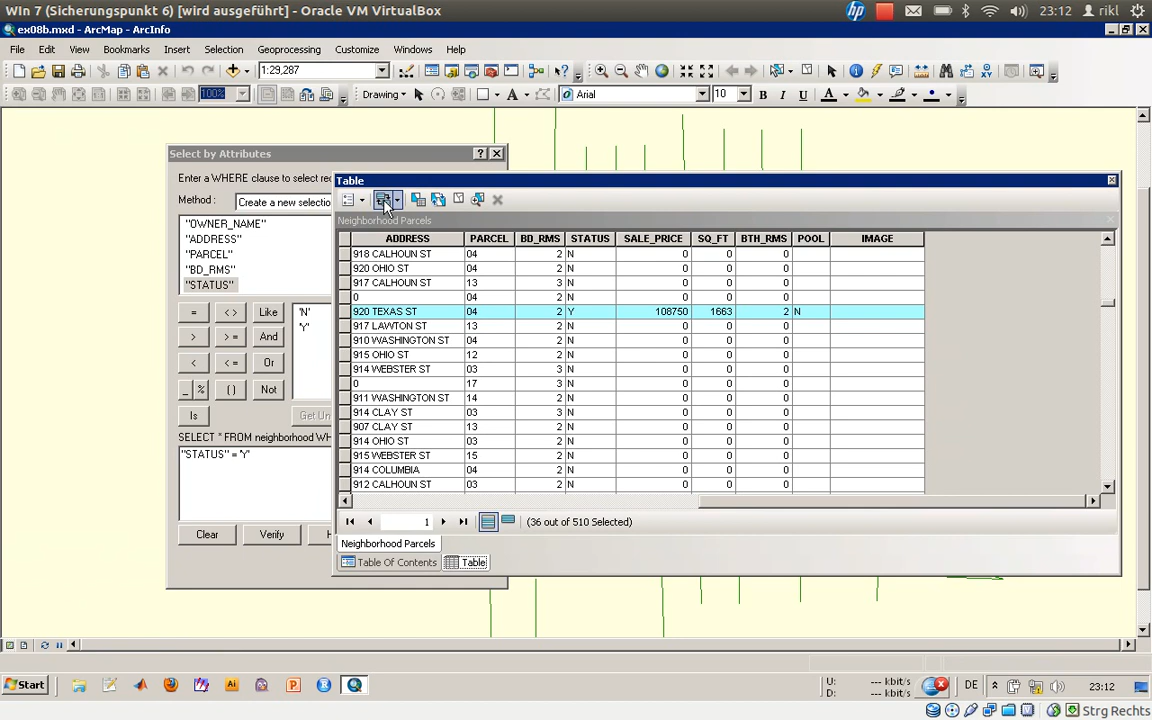 Win 7 (Sicherungspunkt 6) [wird ausgeführt] - Oracle VM VirtualBox
23:12 rikl
ex08b.mxd - ArcMap - ArcInfo
File Edit View Bookmarks Insert Selection Geoprocessing Customize Windows Help
1:29,287
100% Drawing Arial 10 B I U A
Select by Attributes
Enter a WHERE clause to select rec
Method : Create a new selection
"OWNER_NAME"
"ADDRESS"
"PARCEL"
"BD_RMS"
"STATUS"
= <> Like
> >= And
< <= Or
_ % () Not
Is Get Un
'N'
'Y'
SELECT * FROM neighborhood WH
"STATUS" = 'Y'
Clear Verify H
Table
Neighborhood Parcels
ADDRESS PARCEL BD_RMS STATUS SALE_PRICE SQ_FT BTH_RMS POOL IMAGE
918 CALHOUN ST 04 2 N 0 0 0
920 OHIO ST 04 2 N 0 0 0
917 CALHOUN ST 13 3 N 0 0 0
0 04 2 N 0 0 0
920 TEXAS ST 04 2 Y 108750 1663 2 N
917 LAWTON ST 13 2 N 0 0 0
910 WASHINGTON ST 04 2 N 0 0 0
915 OHIO ST 12 2 N 0 0 0
914 WEBSTER ST 03 3 N 0 0 0
0 17 3 N 0 0 0
911 WASHINGTON ST 14 2 N 0 0 0
914 CLAY ST 03 3 N 0 0 0
907 CLAY ST 13 2 N 0 0 0
914 OHIO ST 03 2 N 0 0 0
915 WEBSTER ST 15 2 N 0 0 0
914 COLUMBIA 04 2 N 0 0 0
912 CALHOUN ST 03 2 N 0 0 0
1 (36 out of 510 Selected)
Neighborhood Parcels
Table Of Contents Table
Start
U: --- kbit/s
D: --- kbit/s
DE 23:12
Strg Rechts